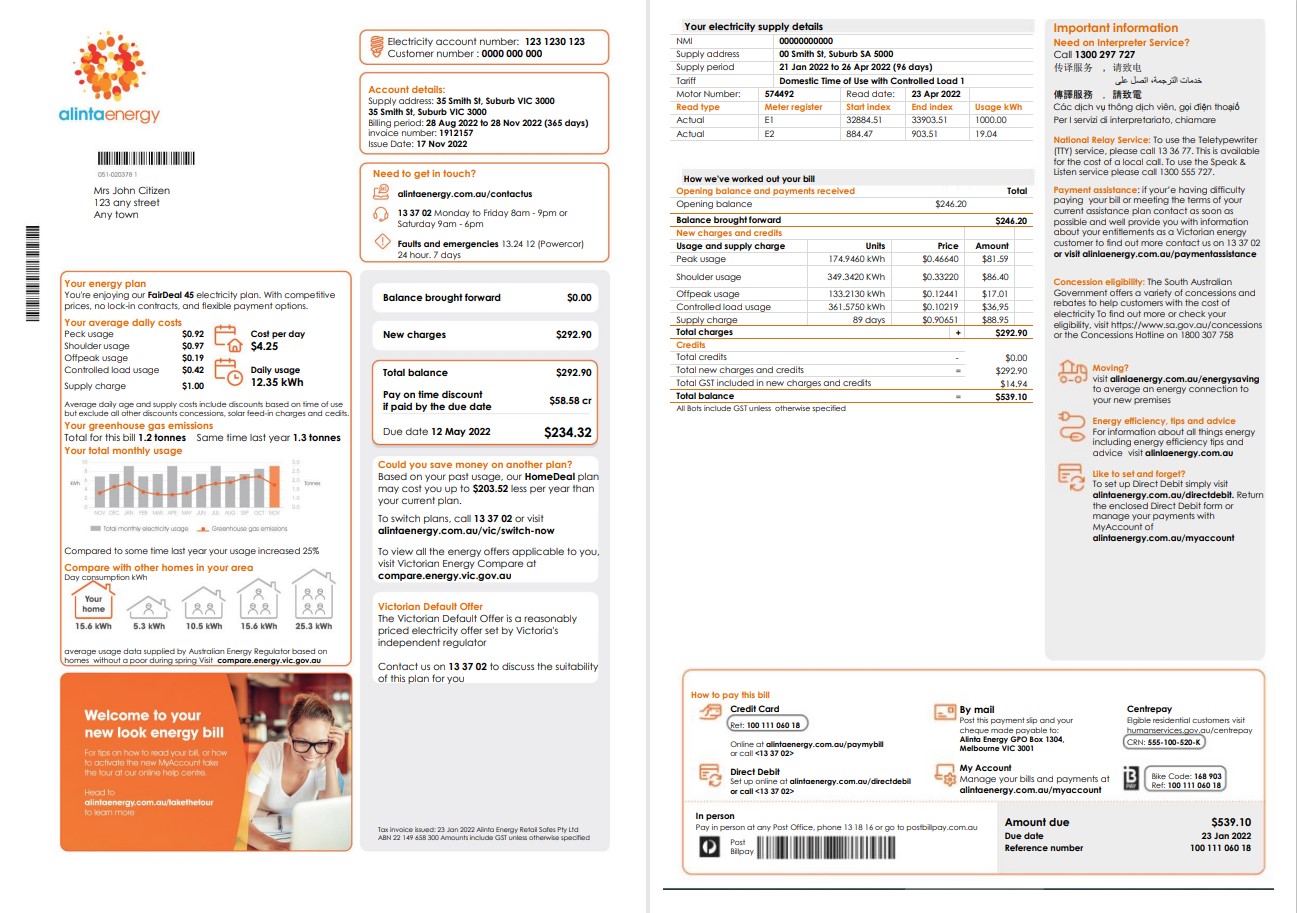 alintaenergy
051-020378 1
Mrs John Citizen
123 any street
Any town
Electricity account number: 123 1230 123
Customer number : 0000 000 000
Account details:
Supply address: 35 Smith St, Suburb VIC 3000
35 Smith St, Suburb VIC 3000
Billing period: 28 Aug 2022 to 28 Nov 2022 (365 days)
invoice number: 1912157
Issue Date: 17 Nov 2022
Need to get in touch?
alintaenergy.com.au/contactus
13 37 02 Monday to Friday 8am - 9pm or
Saturday 9am - 6pm
Faults and emergencies 13.24 12 (Powercor)
24 hour. 7 days
Your energy plan
You're enjoying our FairDeal 45 electricity plan. With competitive
prices, no lock-in contracts, and flexible payment options.
Your average daily costs
Peck usage $0.92
Shoulder usage $0.97
Offpeak usage $0.19
Controlled load usage $0.42
Supply charge $1.00
Cost per day
$4.25
Daily usage
12.35 kWh
Average daily age and supply costs include discounts based on time of use
but exclude all other discounts concessions, solar feed-in charges and credits.
Your greenhouse gas emissions
Total for this bill 1.2 tonnes Same time last year 1.3 tonnes
Your total monthly usage
10 8 6 4 2 0
kWh
3.0 2.5 2.0 1.5 1.0 0.5 0.0
Tonnes
NOV DEC JAN FEB MAR APR MAY JUN JUL AUG SEP OCT NOV
Total monthly electricity usage Greenhouse gas emissions
Compared to some time last year your usage increased 25%
Compare with other homes in your area
Day consumption kWh
Your
home
15.6 kWh 5.3 kWh 10.5 kWh 15.6 kWh 25.3 kWh
average usage data supplied by Australian Energy Regulator based on
homes without a poor during spring Visit compare.energy.vic.gov.au
Welcome to your
new look energy bill
For tips on how to read your bill, or how
to activate the new MyAccount take
the tour at our online help centre.
Head to
alintaenergy.com.au/takethetour
to learn more
Balance brought forward $0.00
New charges $292.90
Total balance $292.90
Pay on time discount
if paid by the due date $58.58 cr
Due date 12 May 2022 $234.32
Could you save money on another plan?
Based on your past usage, our HomeDeal plan
may cost you up to $203.52 less per year than
your current plan.
To switch plans, call 13 37 02 or visit
alintaenergy.com.au/vic/switch-now
To view all the energy offers applicable to you,
visit Victorian Energy Compare at
compare.energy.vic.gov.au
Victorian Default Offer
The Victorian Default Offer is a reasonably
priced electricity offer set by Victoria's
independent regulator
Contact us on 13 37 02 to discuss the suitability
of this plan for you
Tax invoice issued: 23 Jan 2022 Alinta Energy Retail Safes Pty Ltd
ABN 22 149 658 300 Amounts include GST unless otherwise specified
Your electricity supply details
NMI 00000000000
Supply address 00 Smith St, Suburb SA 5000
Supply period 21 Jan 2022 to 26 Apr 2022 (96 days)
Tariff Domestic Time of Use with Controlled Load 1
Motor Number: 574492 Read date: 23 Apr 2022
Read type Meter register Start index End index Usage kWh
Actual E1 32884.51 33903.51 1000.00
Actual E2 884.47 903.51 19.04
How we've worked out your bill
Opening balance and payments received Total
Opening balance $246.20
Balance brought forward $246.20
New charges and credits
Usage and supply charge Units Price Amount
Peak usage 174.9460 kWh $0.46640 $81.59
Shoulder usage 349.3420 KWh $0.33220 $86.40
Offpeak usage 133.2130 kWh $0.12441 $17.01
Controlled load usage 361.5750 kWh $0.10219 $36,95
Supply charge 89 days $0.90651 $88.95
Total charges + $292.90
Credits
Total credits - $0.00
Total new charges and credits = $292.90
Total GST included in new charges and credits $14.94
Total balance = $539.10
All Bots include GST unless otherwise specified
Important information
Need on Interpreter Service?
Call 1300 297 727
传译服务 ，请致电
خدمات الترجمة، اتصل على
傳譯服務 ，請致電
Các dịch vụ thông dịch viên, gọi điện thoại
Per I servizi di interpretariato, chiamare
National Relay Service: To use the Teletypewriter
(TTY) service, please call 13 36 77. This is available
for the cost of a local call. To use the Speak &
Listen service please call 1300 555 727.
Payment assistance: if your'e having difficulty
paying your bill or meeting the terms of your
current assistance plan contact as soon as
possible and well provide you with information
about your entitlements as a Victorian energy
customer to find out more contact us on 13 37 02
or visit alintaenergy.com.au/paymentassistance
Concession eligibility: The South Australian
Government offers a variety of concessions and
rebates to help customers with the cost of
electricity To find out more or check your
eligibility, visit https://www.sa.gov.au/concessions
or the Concessions Hotline on 1800 307 758
Moving?
visit alintaenergy.com.au/energysaving
to average an energy connection to
your new premises
Energy efficiency, tips and advice
For information about all things energy
including energy efficiency tips and
advice visit alintaenergy.com.au
Like to set and forget?
To set up Direct Debit simply visit
alintaenergy.com.au/directdebit. Return
the enclosed Direct Debit form or
manage your payments with
MyAccount of
alintaenergy.com.au/myaccount
How to pay this bill
Credit Card
Ref: 100 111 060 18
Online at alintaenergy.com.au/paymybill
or call <13 37 02>
Direct Debit
Set up online at alintaenergy.com.au/directdebit
or call <13 37 02>
By mail
Post this payment slip and your
cheque made payable to:
Alinta Energy GPO Box 1304,
Melbourne VIC 3001
My Account
Manage your bills and payments at
alintaenergy.com.au/myaccount
Centrepay
Eligible residential customers visit
humanservices.gov.au/centrepay
CRN: 555-100-520-K
B PAY
Bike Code: 168 903
Ref: 100 111 060 18
In person
Pay in person at any Post Office, phone 13 18 16 or go to postbillpay.com.au
Post
Billpay
Amount due $539.10
Due date 23 Jan 2022
Reference number 100 111 060 18